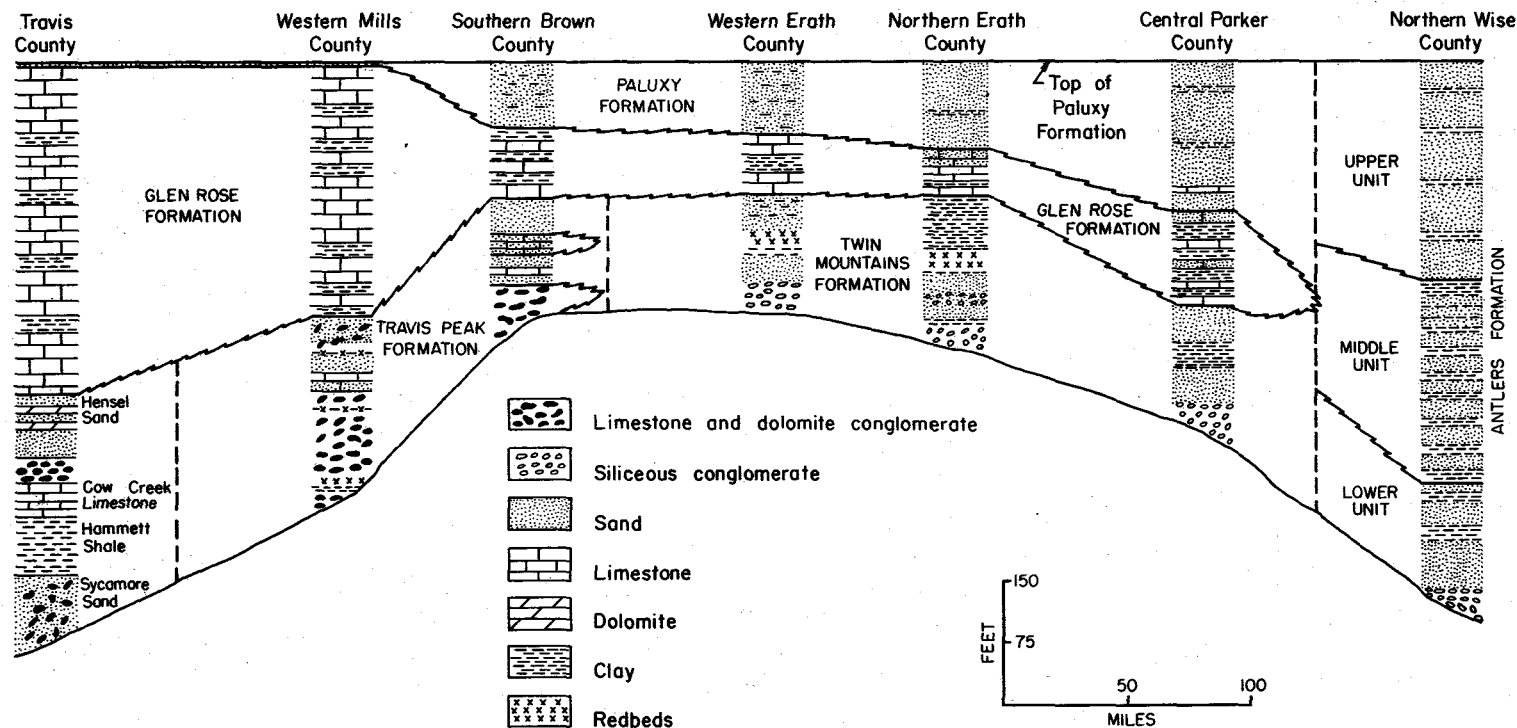 Travis
County
Western Mills
County
Southern Brown
County
Western Erath
County
Northern Erath
County
Central Parker
County
Northern Wise
County
PALUXY
FORMATION
Top of
Paluxy
Formation
GLEN ROSE
FORMATION
UPPER
UNIT
GLEN ROSE
FORMATION
TWIN
MOUNTAINS
FORMATION
TRAVIS PEAK
FORMATION
MIDDLE
UNIT
ANTLERS FORMATION
LOWER
UNIT
Hensel
Sand
Cow Creek
Limestone
Hammett
Shale
Sycamore
Sand
Limestone and dolomite conglomerate
Siliceous conglomerate
Sand
Limestone
Dolomite
Clay
Redbeds
150
75
FEET
50
100
MILES